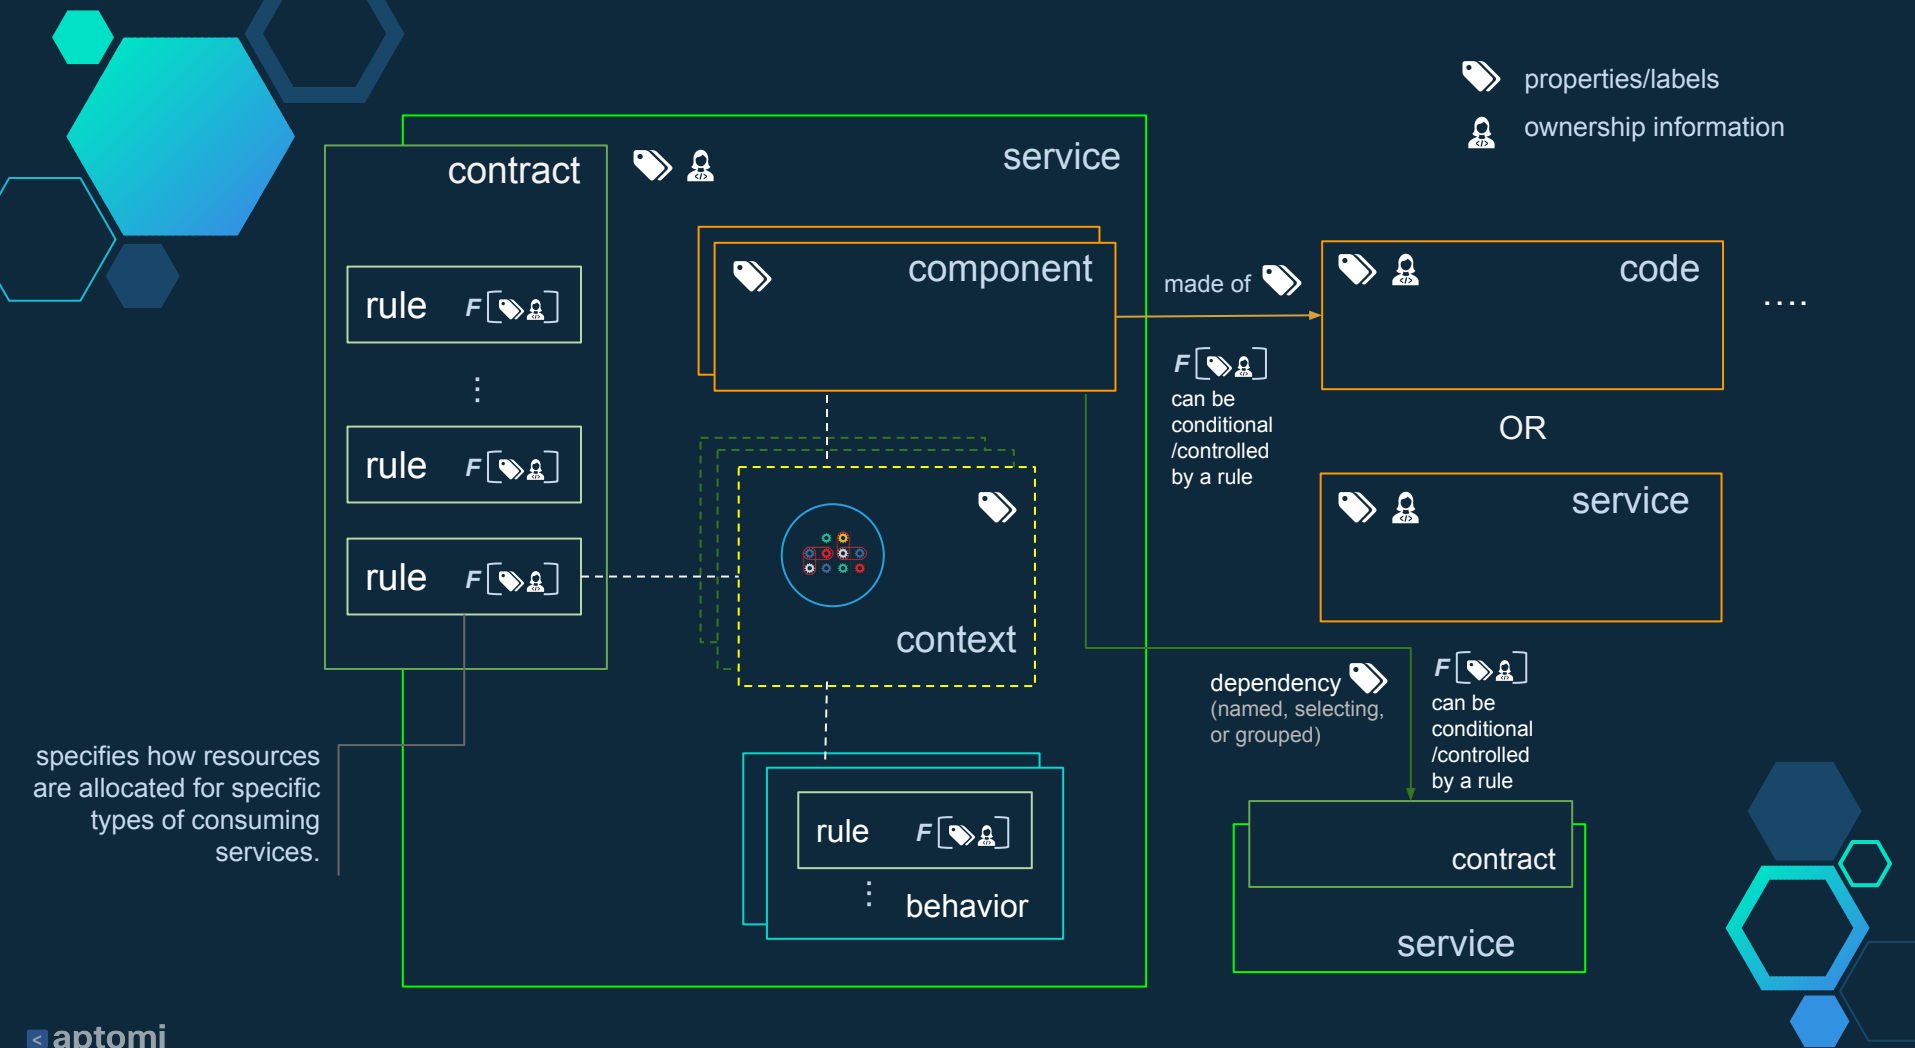 properties/labels
ownership information
contract
service
component
made of
code
....
rule F[ ]
F[ ]
can be
conditional
/controlled
by a rule
OR
rule F[ ]
service
rule F[ ]
context
dependency
(named, selecting,
or grouped)
F[ ]
can be
conditional
/controlled
by a rule
specifies how resources
are allocated for specific
types of consuming
services.
rule F[ ]
behavior
contract
service
< aptomi